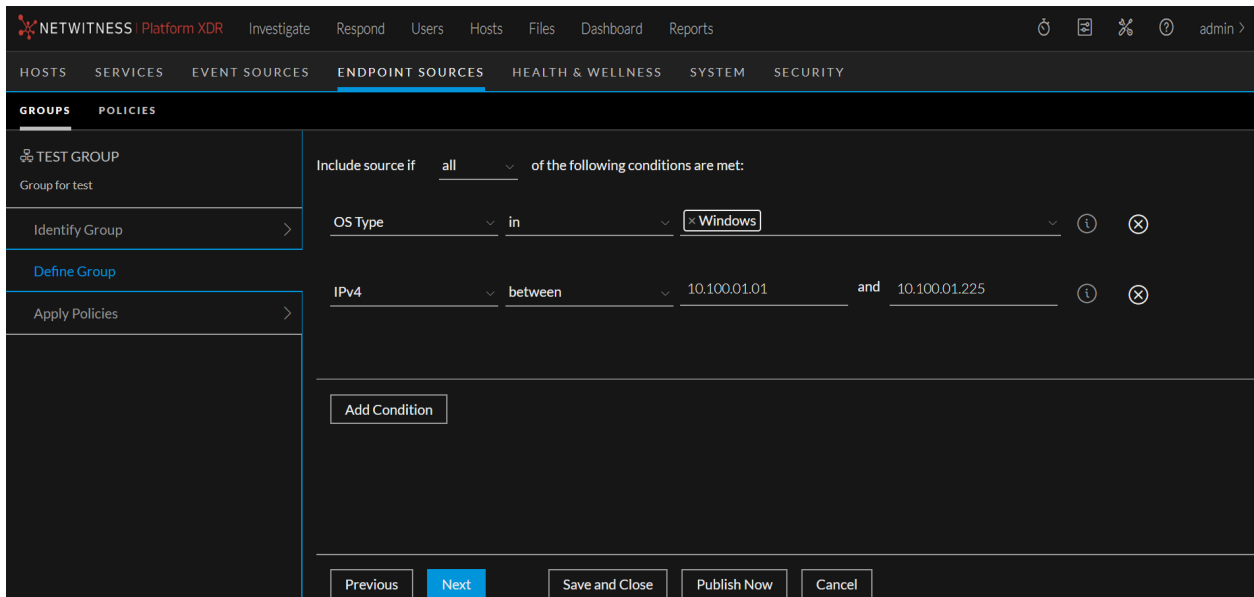 NETWITNESS Platform XDR Investigate Respond Users Hosts Files Dashboard Reports admin >
HOSTS SERVICES EVENT SOURCES ENDPOINT SOURCES HEALTH & WELLNESS SYSTEM SECURITY
GROUPS POLICIES
TEST GROUP
Group for test
Identify Group
Define Group
Apply Policies
Include source if all of the following conditions are met:
OS Type in × Windows
IPv4 between 10.100.01.01 and 10.100.01.225
Add Condition
Previous Next Save and Close Publish Now Cancel